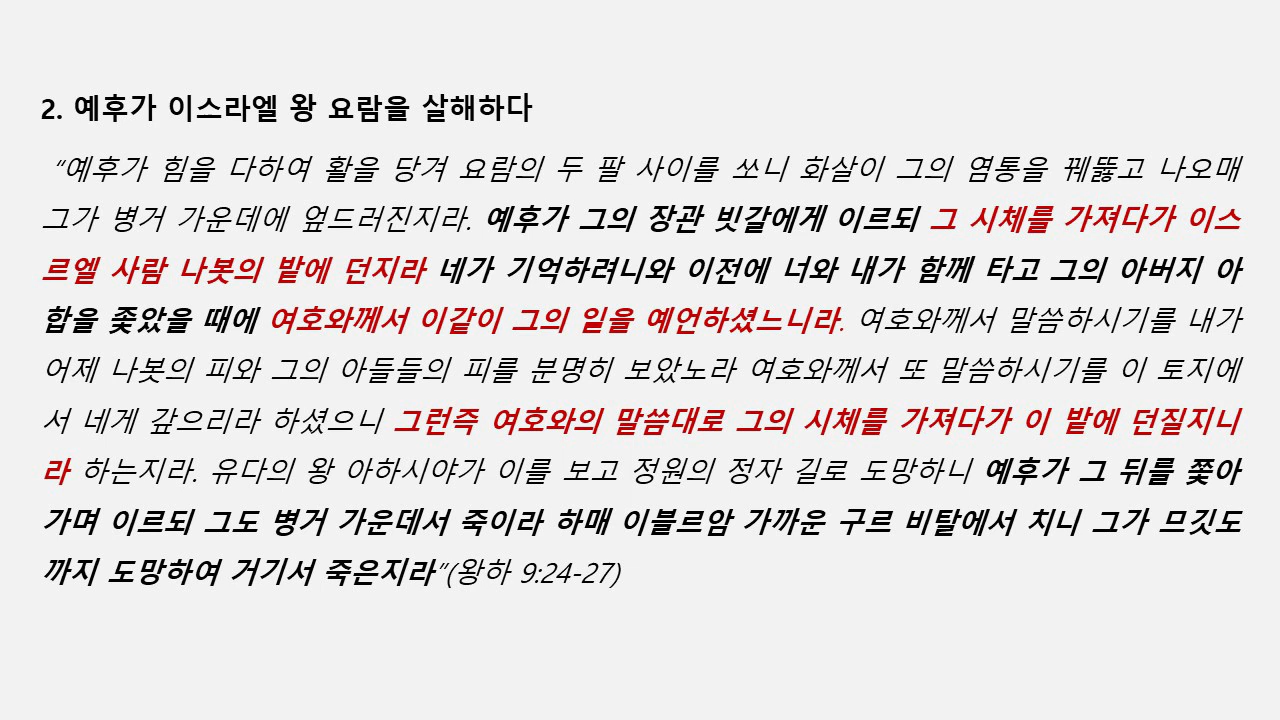 2. 예후가 이스라엘 왕 요람을 살해하다
“예후가 힘을 다하여 활을 당겨 요람의 두 팔 사이를 쏘니 화살이 그의 염통을 꿰뚫고 나오매
그가 병거 가운데에 엎드러진지라. 예후가 그의 장관 빗갈에게 이르되 그 시체를 가져다가 이스
르엘 사람 나봇의 밭에 던지라 네가 기억하려니와 이전에 너와 내가 함께 타고 그의 아버지 아
합을 좇았을 때에 여호와께서 이같이 그의 일을 예언하셨느니라. 여호와께서 말씀하시기를 내가
어제 나봇의 피와 그의 아들들의 피를 분명히 보았노라 여호와께서 또 말씀하시기를 이 토지에
서 네게 갚으리라 하셨으니 그런즉 여호와의 말씀대로 그의 시체를 가져다가 이 밭에 던질지니
라 하는지라. 유다의 왕 아하시야가 이를 보고 정원의 정자 길로 도망하니 예후가 그 뒤를 쫓아
가며 이르되 그도 병거 가운데서 죽이라 하매 이블르암 가까운 구르 비탈에서 치니 그가 므깃도
까지 도망하여 거기서 죽은지라”(왕하 9:24-27)